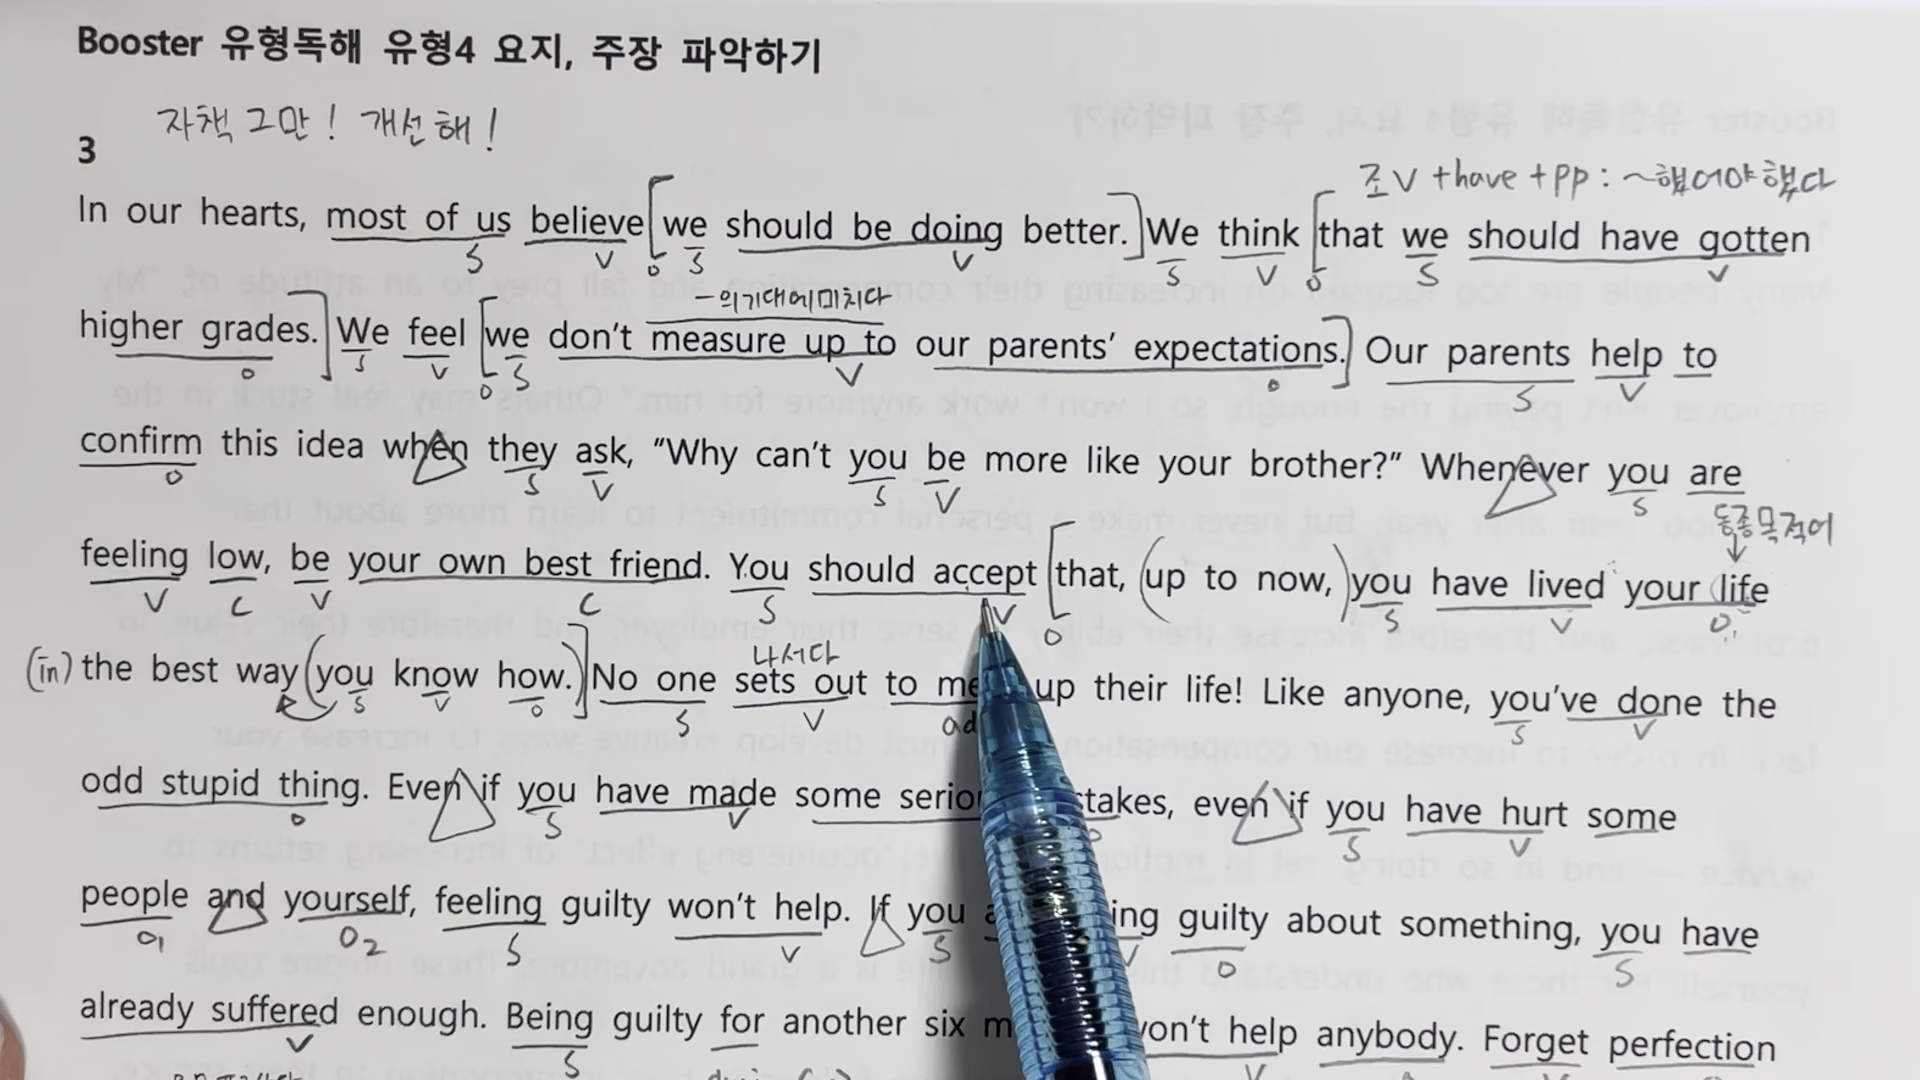 Booster 유형독해 유형4 요지, 주장 파악하기
자책 그만! 개선해!
3
조V + have + pp : ~했어야 했다
In our hearts, most of us believe [we should be doing better.] We think [that we should have gotten
S V O S V S V O S V
-의 기대에 미치다
higher grades.] We feel [we don't measure up to our parents' expectations.] Our parents help to
O S V O S V O S V
confirm this idea when they ask, "Why can't you be more like your brother?" Whenever you are
O S V S V S
동종목적어
feeling low, be your own best friend. You should accept [that, (up to now,) you have lived your life
V C V C S V O S V O
나서다
(in) the best way (you know how.)] No one sets out to up their life! Like anyone, you've done the
S V O S V ad S V
odd stupid thing. Even if you have made some even if you have hurt some
O S V S V
people and yourself, feeling guilty won't help. If you guilty about something, you have
O1 O2 S V S V O S
already suffered enough. Being guilty for another six help anybody. Forget perfection
V S V